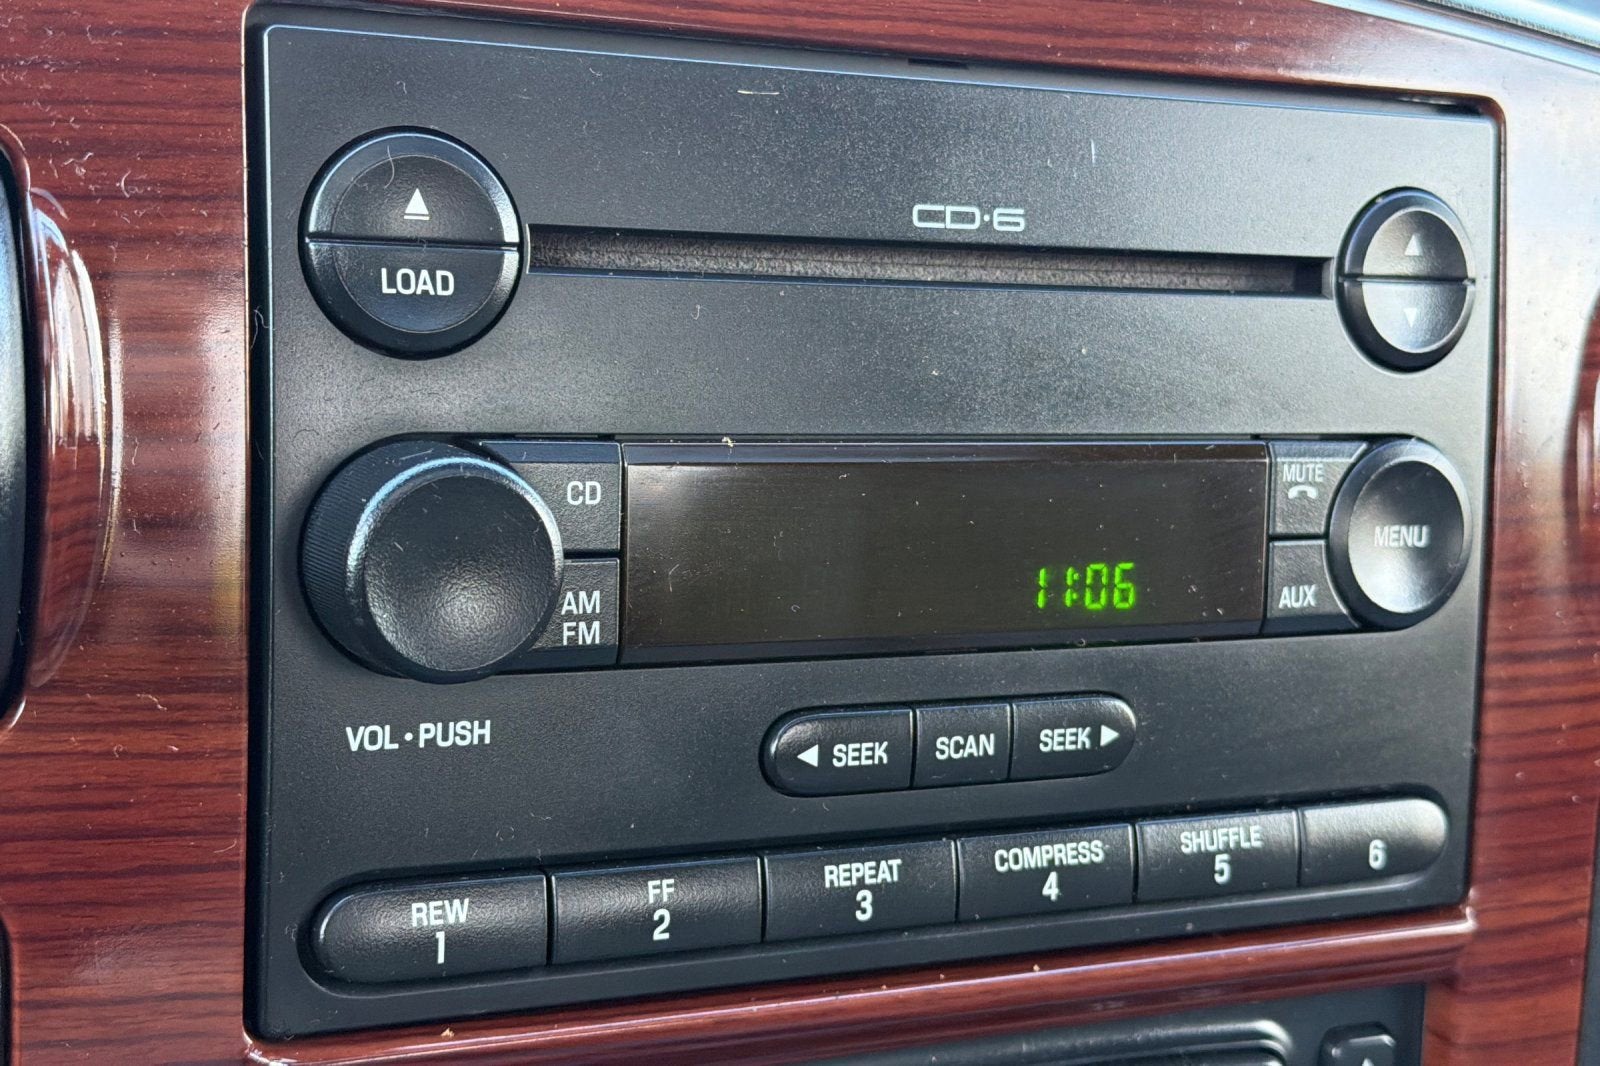 CD·6
LOAD
CD
MUTE
MENU
11:06
AM
FM
AUX
VOL • PUSH
SEEK
SCAN
SEEK
REW
1
FF
2
REPEAT
3
COMPRESS
4
SHUFFLE
5
6